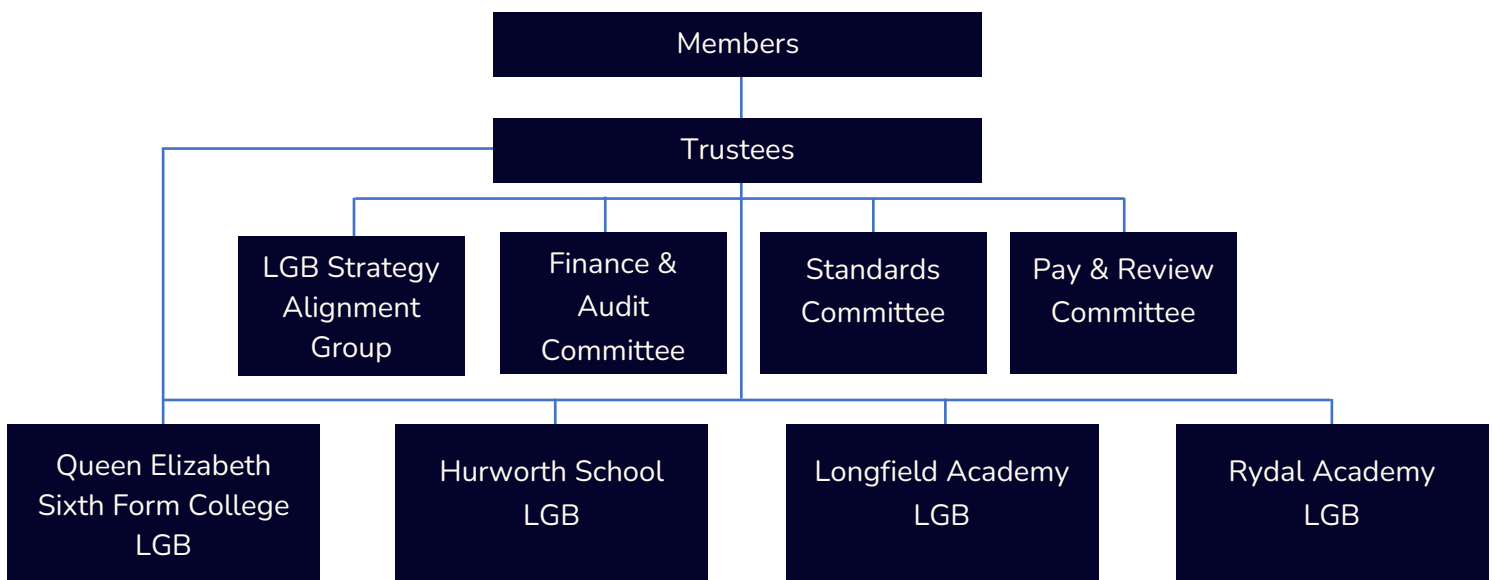 Members
Trustees
LGB Strategy
Alignment
Group
Finance &
Audit
Committee
Standards
Committee
Pay & Review
Committee
Queen Elizabeth
Sixth Form College
LGB
Hurworth School
LGB
Longfield Academy
LGB
Rydal Academy
LGB